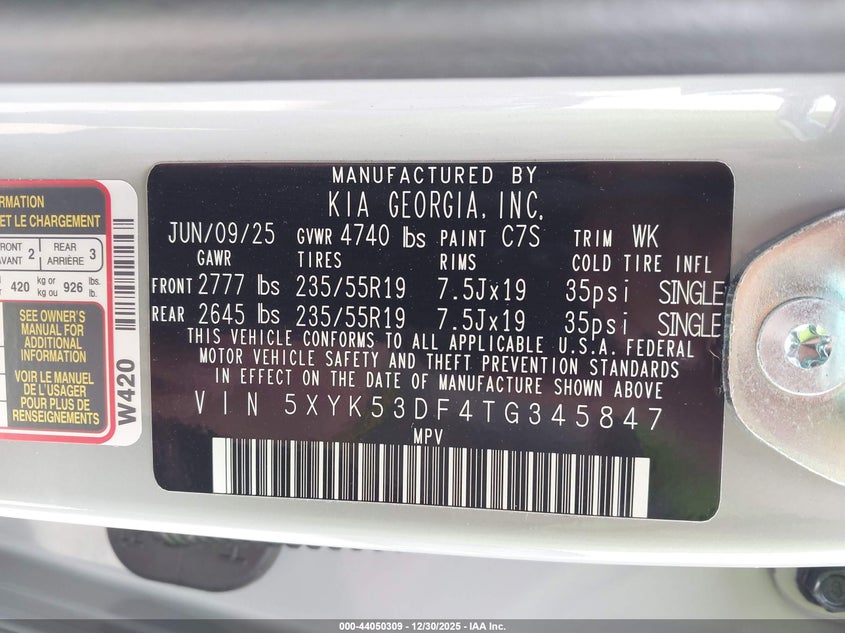 RMATION
ET LE CHARGEMENT
FRONT 2 REAR 3
AVANT ARRIÈRE
420 kg or 926 lbs.
kg ou lb.
SEE OWNER'S
MANUAL FOR
ADDITIONAL
INFORMATION
VOIR LE MANUEL
DE L'USAGER
POUR PLUS DE
RENSEIGNEMENTS
W420
MANUFACTURED BY
KIA GEORGIA, INC.
JUN/09/25 GVWR 4740 lbs PAINT C7S TRIM WK
GAWR TIRES RIMS COLD TIRE INFL
FRONT 2777 lbs 235/55R19 7.5Jx19 35psi SINGLE
REAR 2645 lbs 235/55R19 7.5Jx19 35psi SINGLE
THIS VEHICLE CONFORMS TO ALL APPLICABLE U.S.A. FEDERAL
MOTOR VEHICLE SAFETY AND THEFT PREVENTION STANDARDS
IN EFFECT ON THE DATE OF MANUFACTURE SHOWN ABOVE
VIN 5XYK53DF4TG345847
MPV
000-44050309 - 12/30/2025 - IAA Inc.